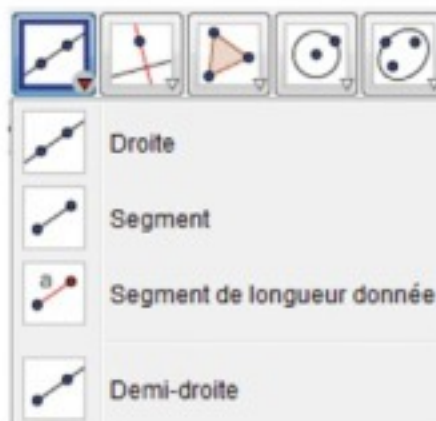 Droite
Segment
a
Segment de longueur donnée
Demi-droite